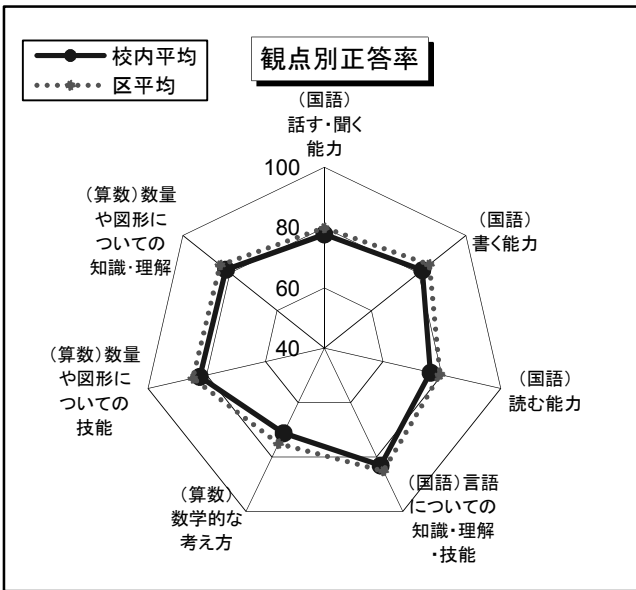 校内平均
区平均
観点別正答率
（国語）
話す・聞く
能力
100
80
60
40
（国語）
書く能力
（国語）
読む能力
（国語）言語
についての
知識・理解
・技能
（算数）
数学的な
考え方
（算数）数量
や図形に
ついての
技能
（算数）数量
や図形に
ついての
知識・理解